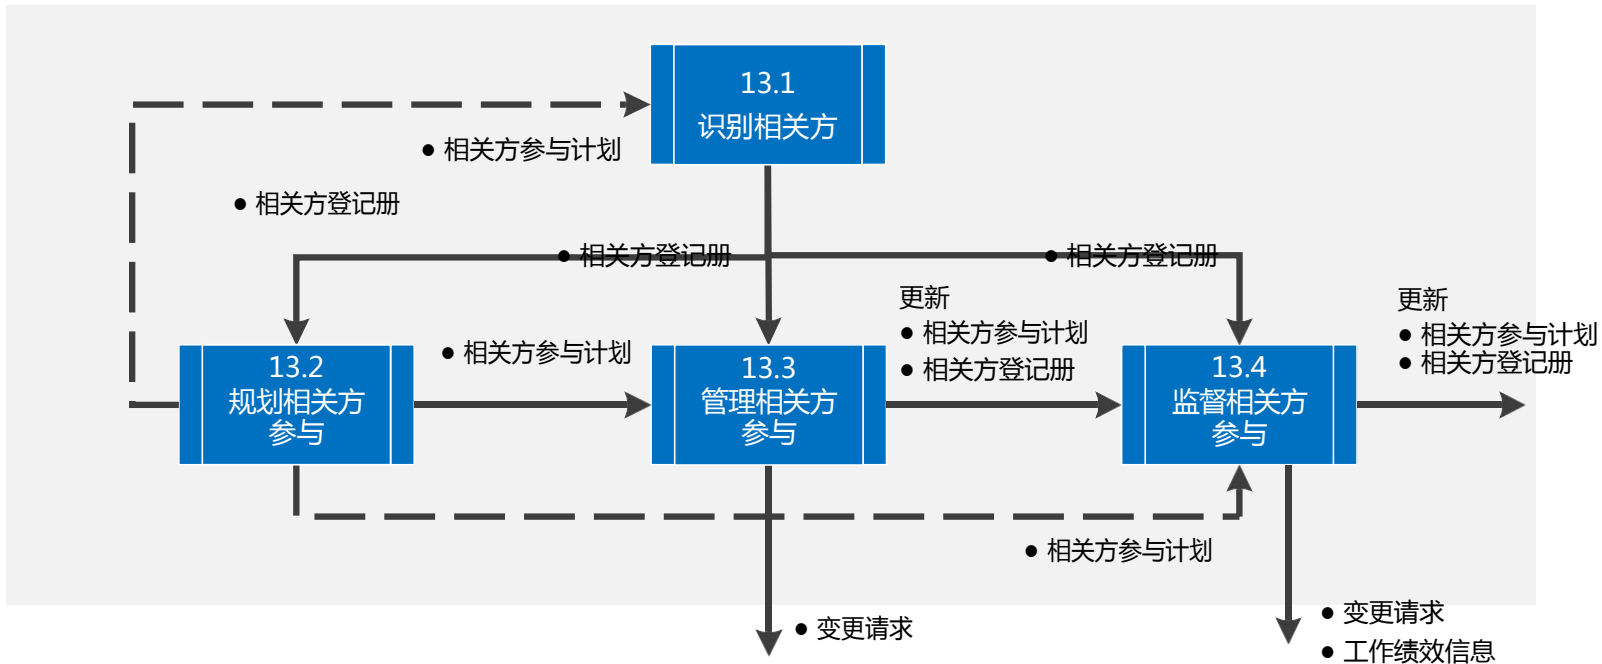 13.1
识别相关方
● 相关方参与计划
● 相关方登记册
● 相关方登记册
● 相关方登记册
更新
● 相关方参与计划
● 相关方登记册
更新
● 相关方参与计划
● 相关方登记册
13.2
规划相关方
参与
● 相关方参与计划
13.3
管理相关方
参与
13.4
监督相关方
参与
● 相关方参与计划
● 变更请求
● 变更请求
● 工作绩效信息